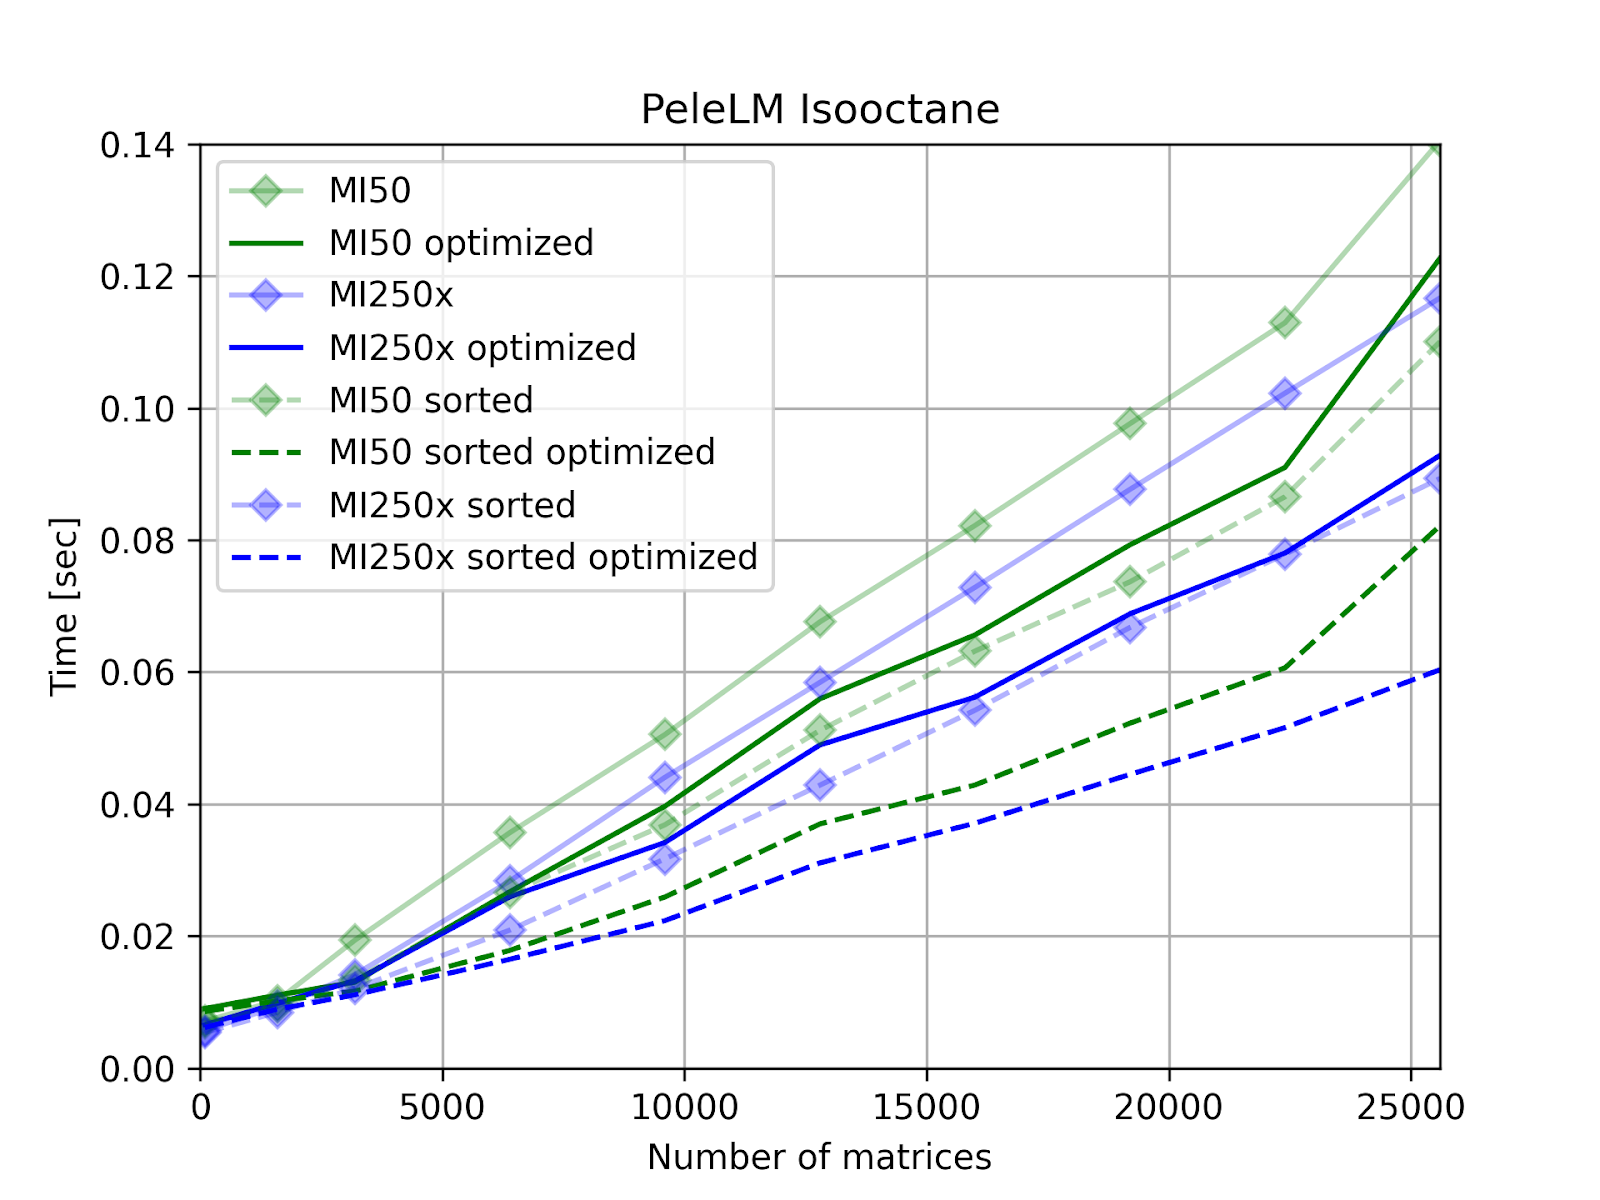 PeleLM Isooctane
0.14
0.12
0.10
0.08
0.06
0.04
0.02
0.00
Time [sec]
MI50
MI50 optimized
MI250x
MI250x optimized
MI50 sorted
MI50 sorted optimized
MI250x sorted
MI250x sorted optimized
0 5000 10000 15000 20000 25000
Number of matrices